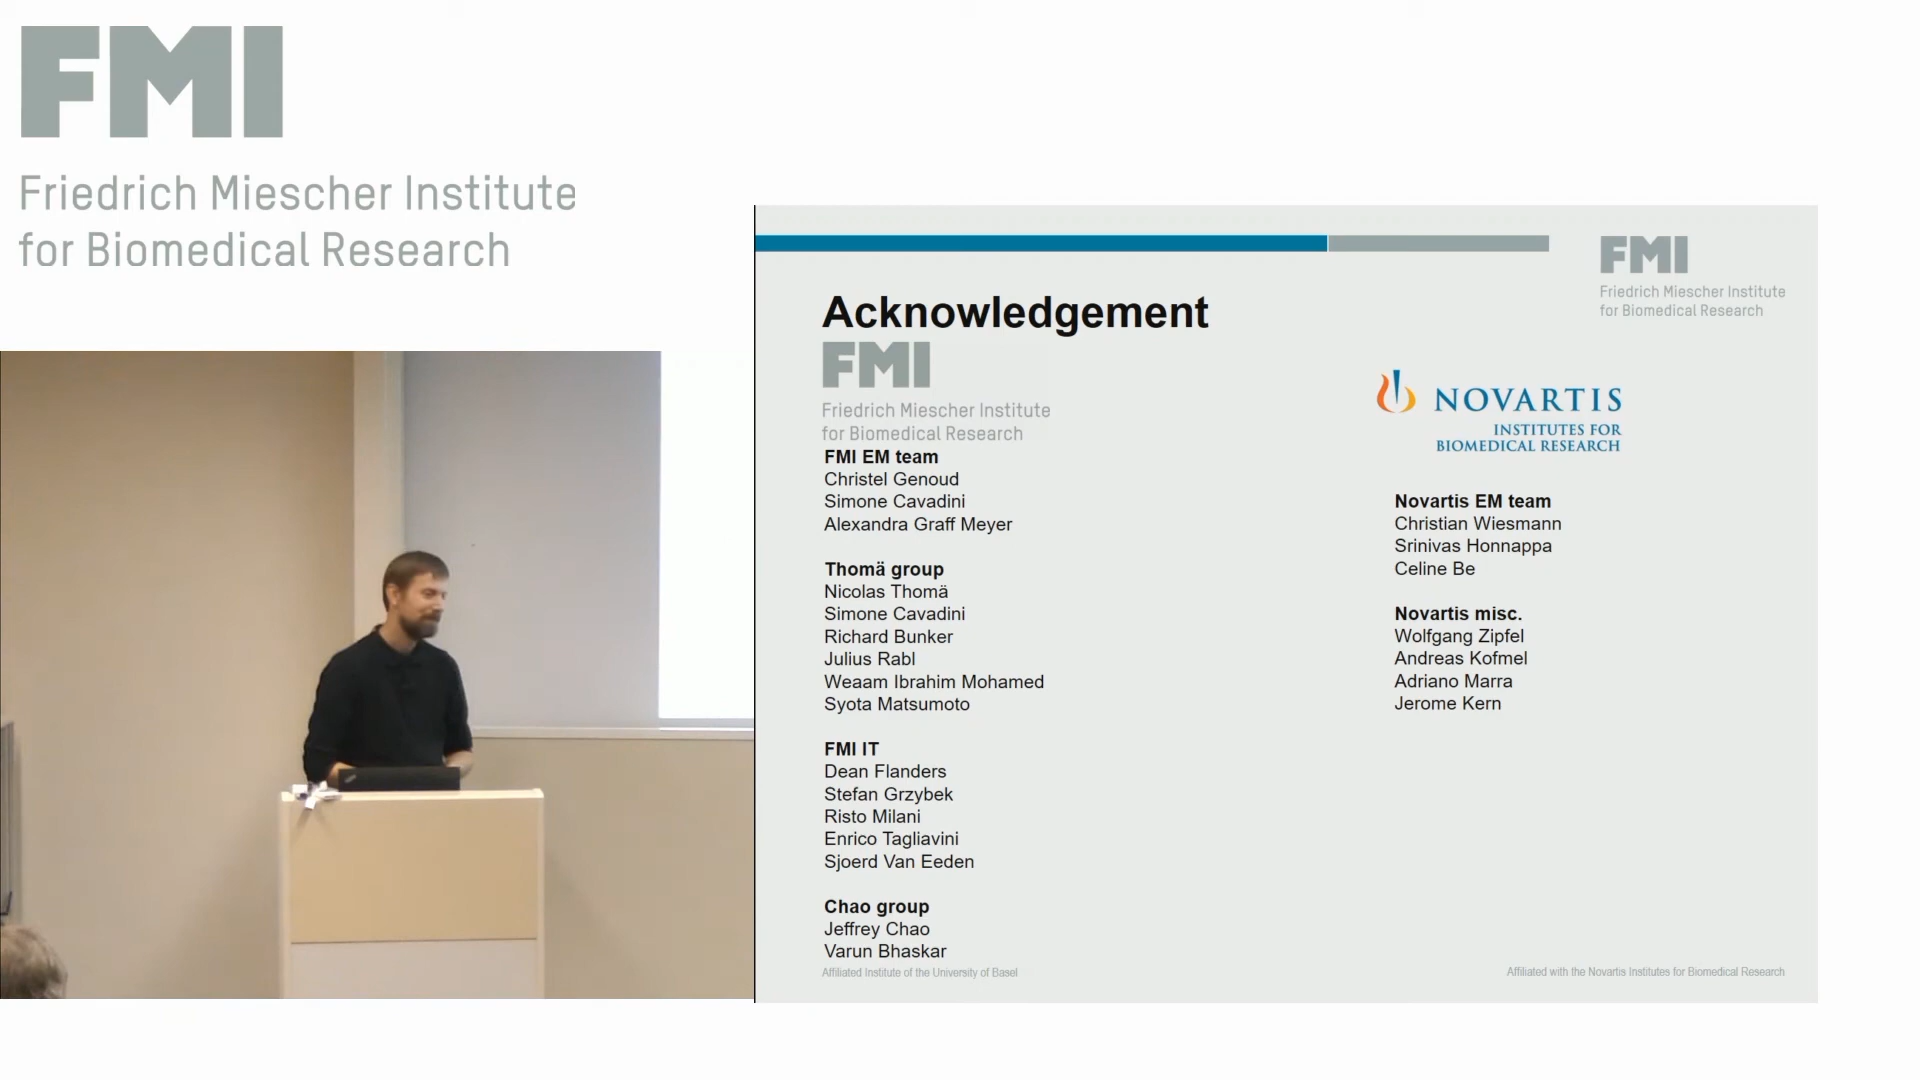 FMI
Friedrich Miescher Institute
for Biomedical Research
FMI
Friedrich Miescher Institute
for Biomedical Research
Acknowledgement
FMI
Friedrich Miescher Institute
for Biomedical Research
FMI EM team
Christel Genoud
Simone Cavadini
Alexandra Graff Meyer
Thomä group
Nicolas Thomä
Simone Cavadini
Richard Bunker
Julius Rabl
Weaam Ibrahim Mohamed
Syota Matsumoto
FMI IT
Dean Flanders
Stefan Grzybek
Risto Milani
Enrico Tagliavini
Sjoerd Van Eeden
Chao group
Jeffrey Chao
Varun Bhaskar
NOVARTIS
INSTITUTES FOR
BIOMEDICAL RESEARCH
Novartis EM team
Christian Wiesmann
Srinivas Honnappa
Celine Be
Novartis misc.
Wolfgang Zipfel
Andreas Kofmel
Adriano Marra
Jerome Kern
Affiliated Institute of the University of Basel
Affiliated with the Novartis Institutes for Biomedical Research